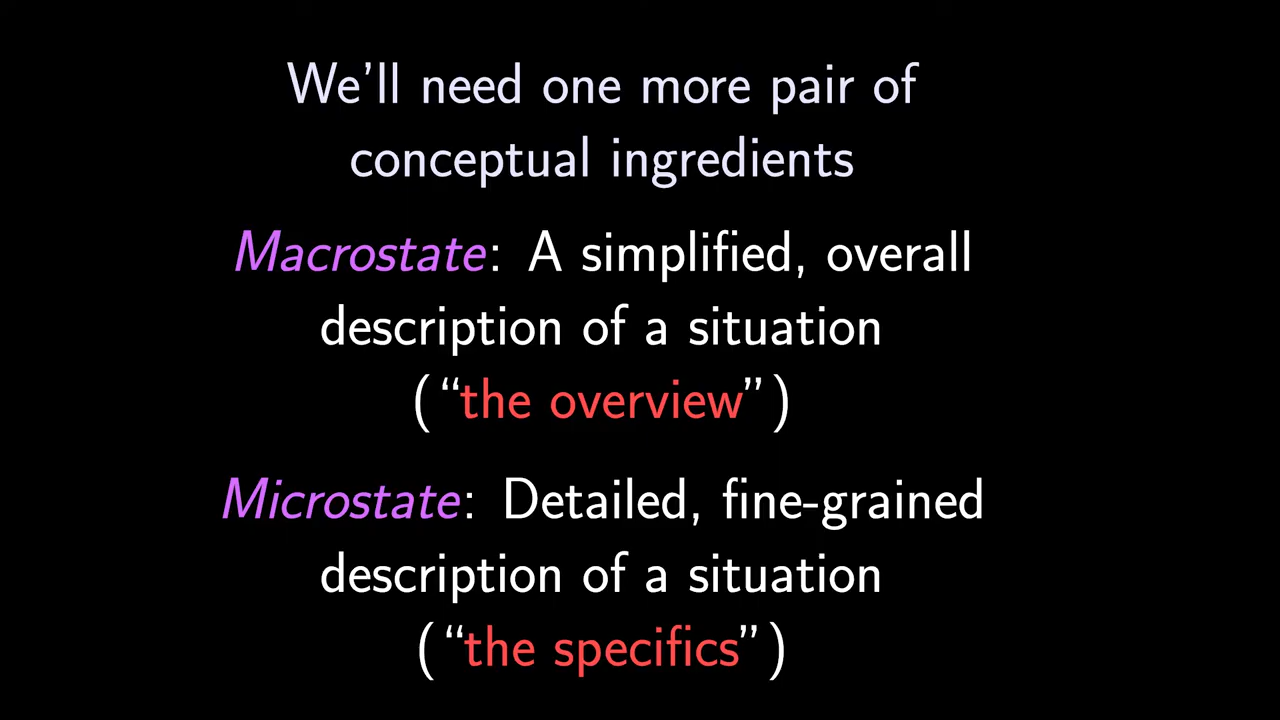 We’ll need one more pair of
conceptual ingredients
Macrostate: A simplified, overall
description of a situation
(“the overview”)
Microstate: Detailed, fine-grained
description of a situation
(“the specifics”)